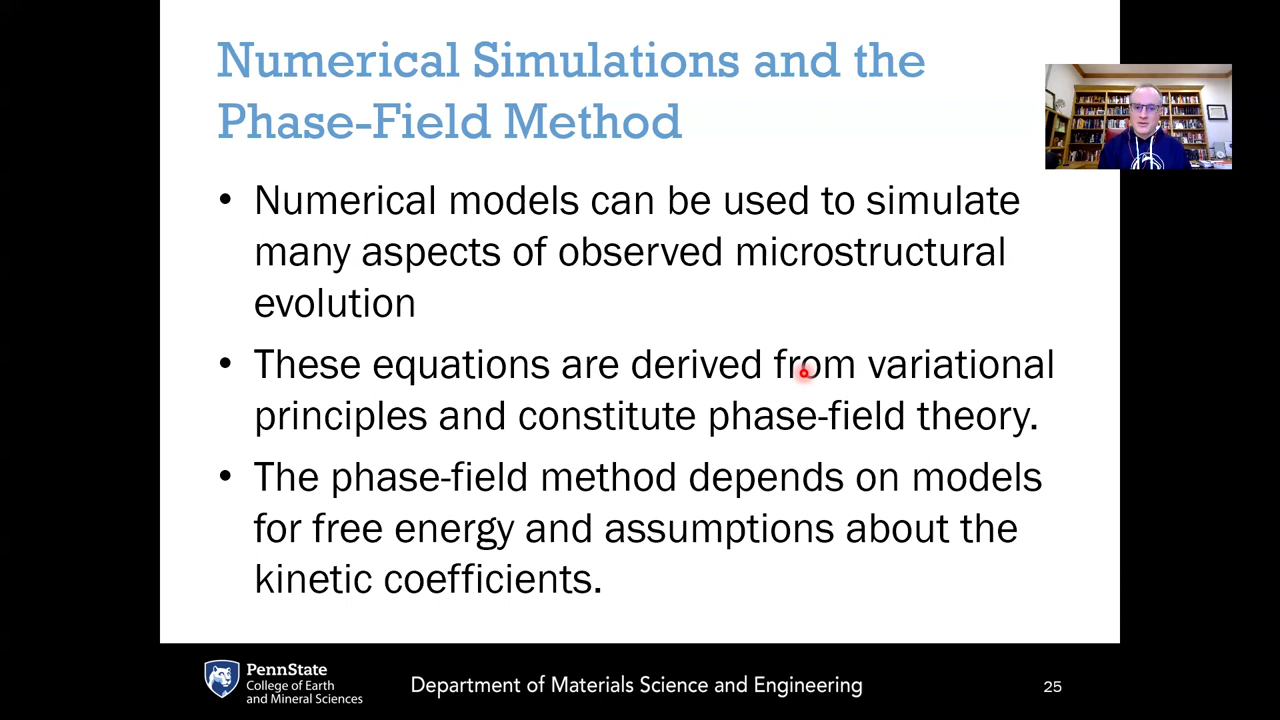 Numerical Simulations and the
Phase-Field Method
• Numerical models can be used to simulate
many aspects of observed microstructural
evolution
• These equations are derived from variational
principles and constitute phase-field theory.
• The phase-field method depends on models
for free energy and assumptions about the
kinetic coefficients.
PennState
College of Earth
and Mineral Sciences
Department of Materials Science and Engineering
25